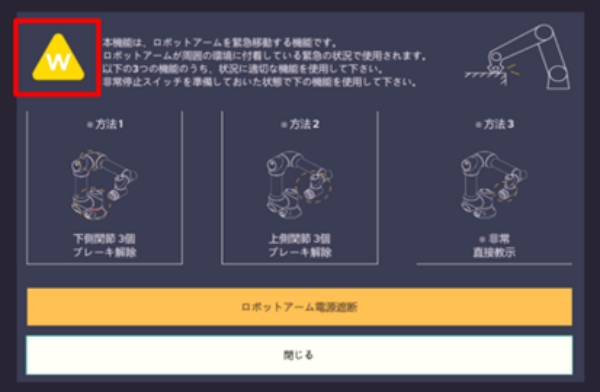 W
本機能は、ロボットアームを緊急移動する機能です。
ロボットアームが周囲の環境に付着している緊急の状況で使用されます。
以下の3つの機能のうち、状況に適切な機能を使用して下さい。
非常停止スイッチを準備しておいた状態で下の機能を使用して下さい。
※方法1
※方法2
※方法3
下側関節 3個
ブレーキ解除
上側関節 3個
ブレーキ解除
※非常
直接教示
ロボットアーム電源遮断
閉じる